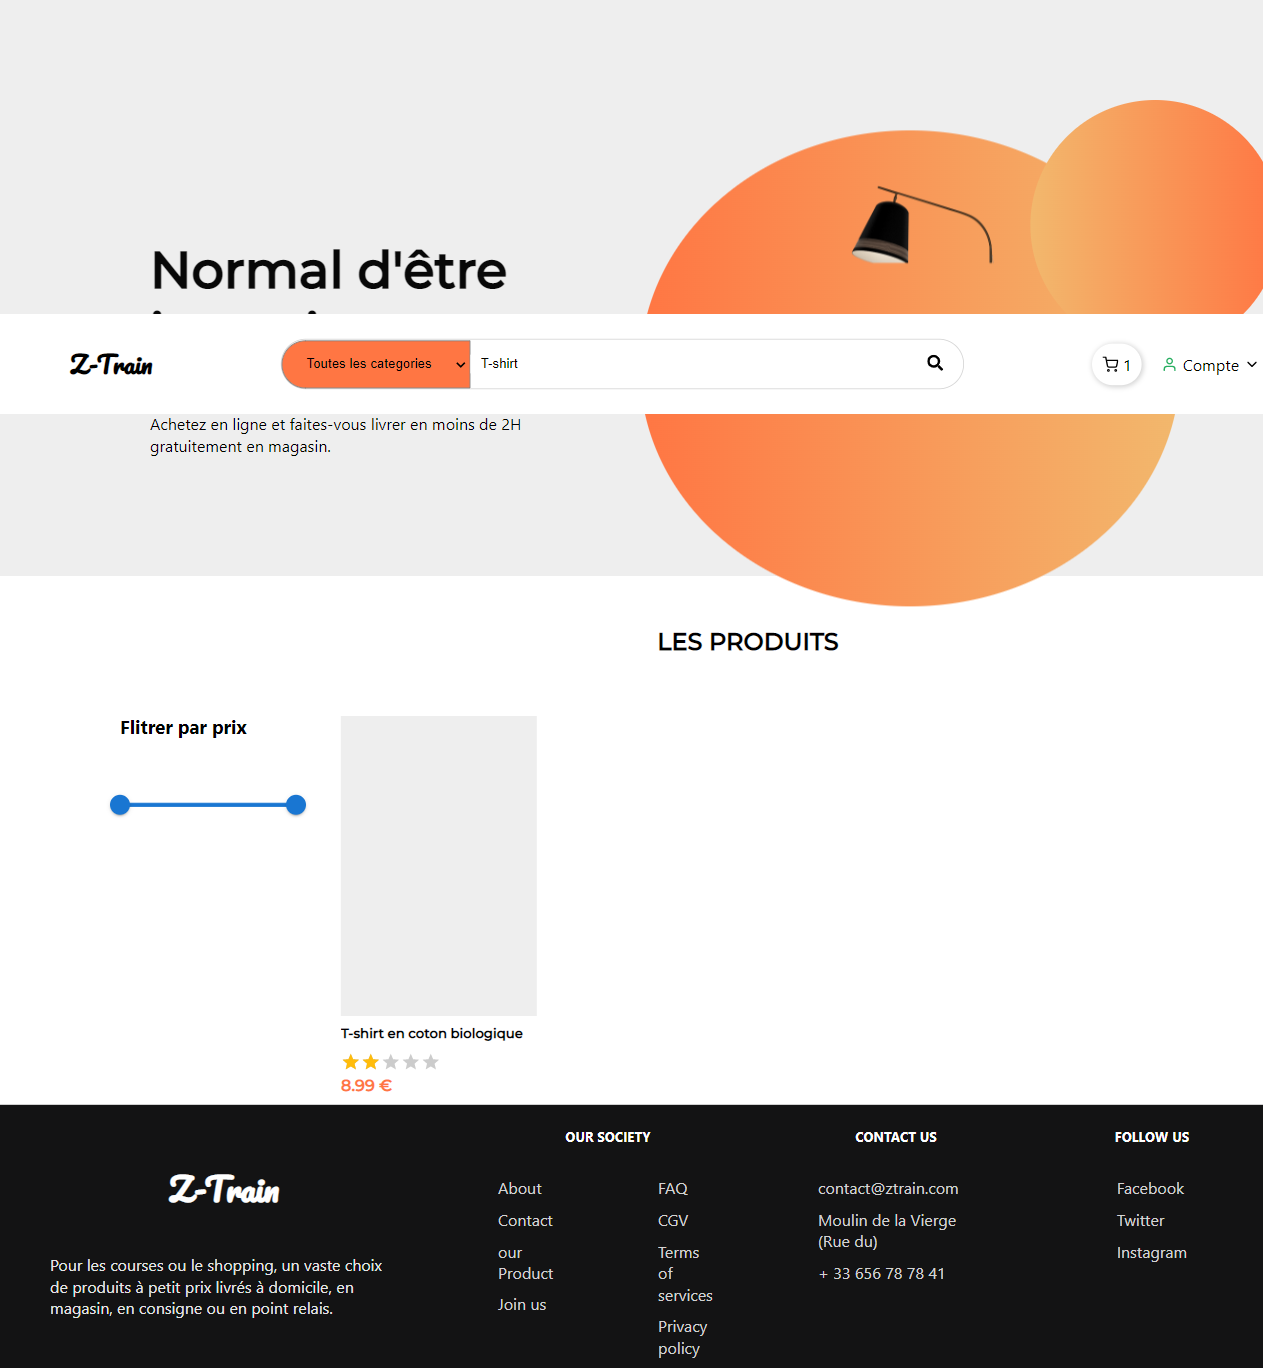 Normal d'être
Z-Train
Toutes les categories
T-shirt
1
Compte
Achetez en ligne et faites-vous livrer en moins de 2H
gratuitement en magasin.
LES PRODUITS
Flitrer par prix
T-shirt en coton biologique
8.99 €
Z-Train
Pour les courses ou le shopping, un vaste choix
de produits à petit prix livrés à domicile, en
magasin, en consigne ou en point relais.
OUR SOCIETY
About
Contact
our
Product
Join us
FAQ
CGV
Terms
of
services
Privacy
policy
CONTACT US
contact@ztrain.com
Moulin de la Vierge
(Rue du)
+ 33 656 78 78 41
FOLLOW US
Facebook
Twitter
Instagram